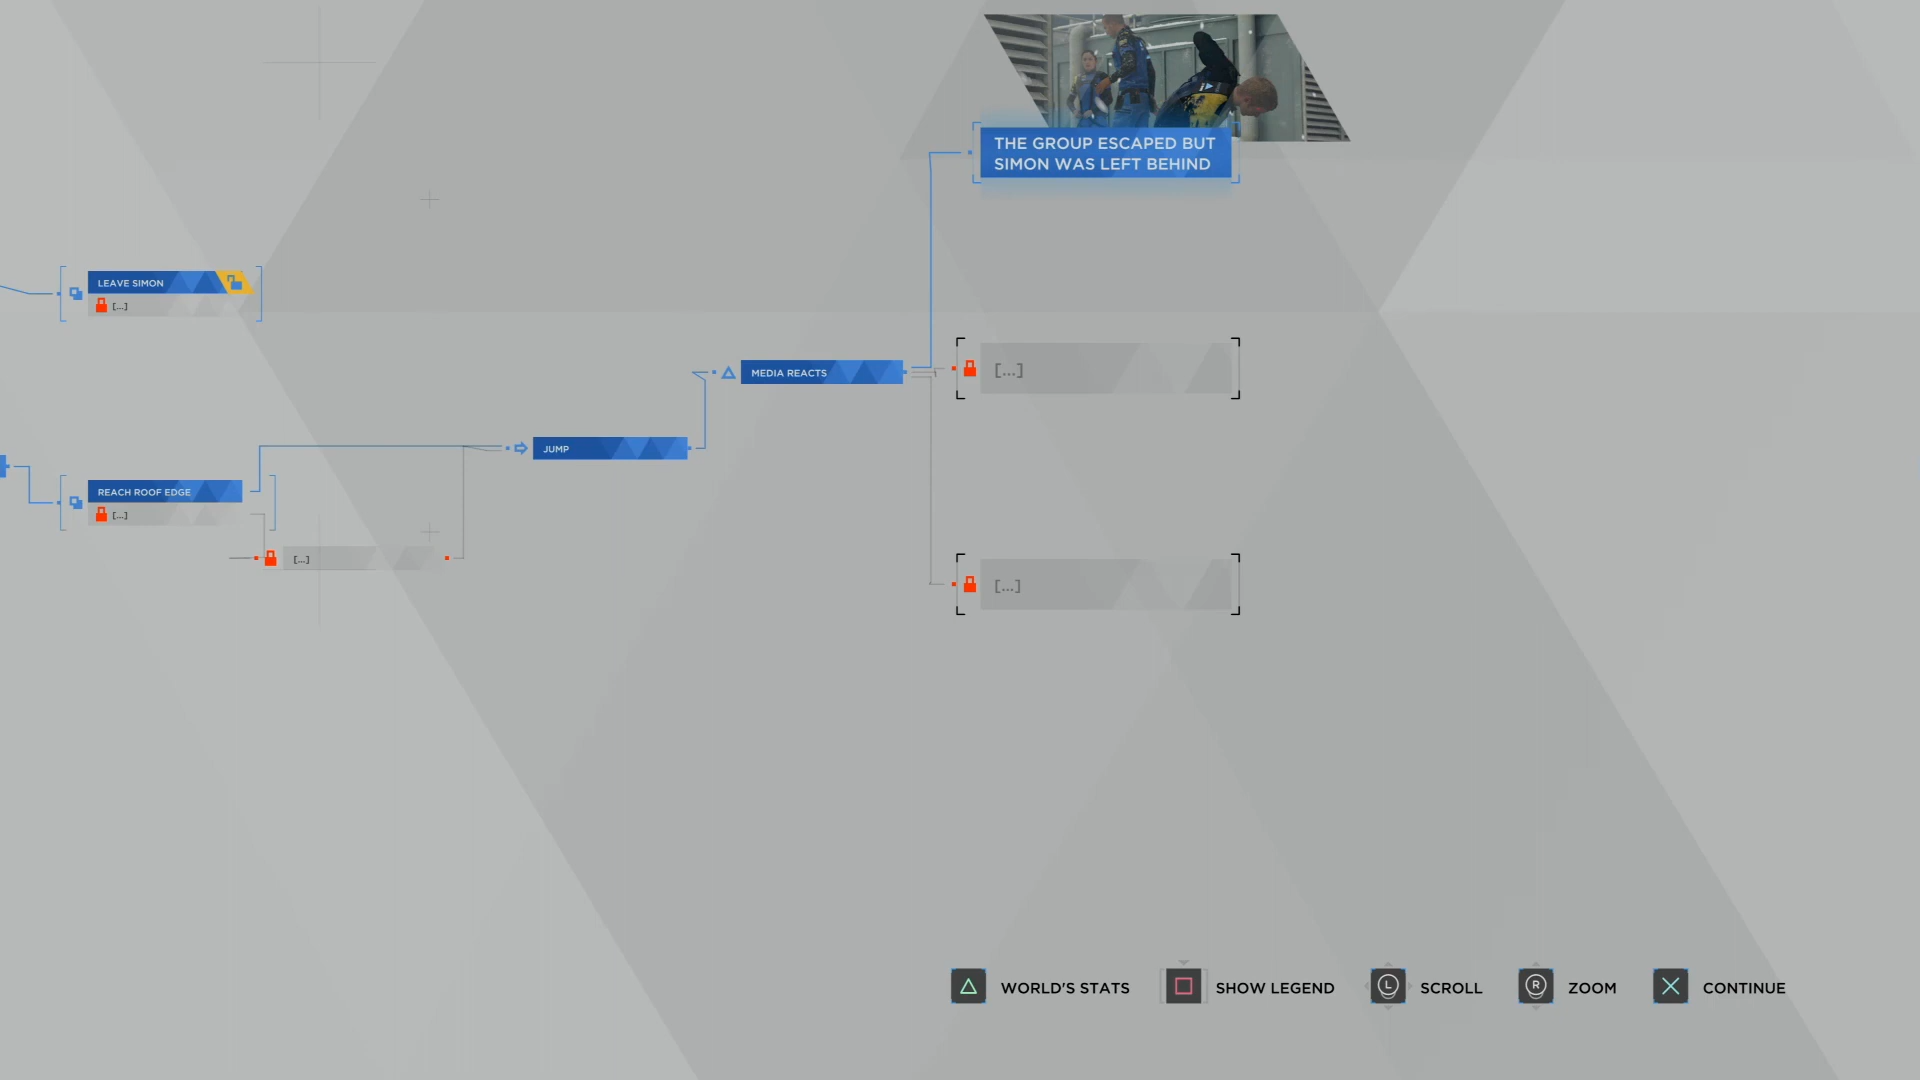 THE GROUP ESCAPED BUT
SIMON WAS LEFT BEHIND
LEAVE SIMON
[...]
MEDIA REACTS
[...]
JUMP
REACH ROOF EDGE
[...]
[...]
[...]
WORLD'S STATS
SHOW LEGEND
L
SCROLL
R
ZOOM
CONTINUE